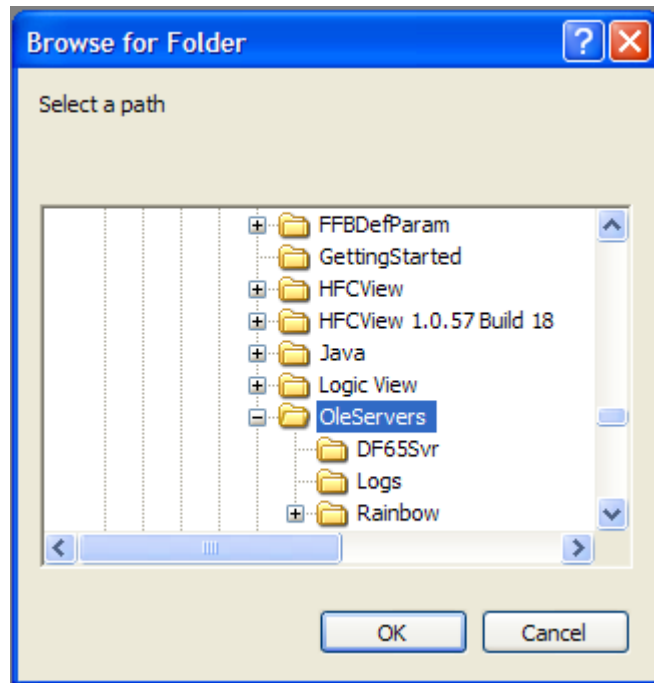 Browse for Folder
Select a path
FFBDefParam
GettingStarted
HFCView
HFCView 1.0.57 Build 18
Java
Logic View
OleServers
DF65Svr
Logs
Rainbow
OK Cancel